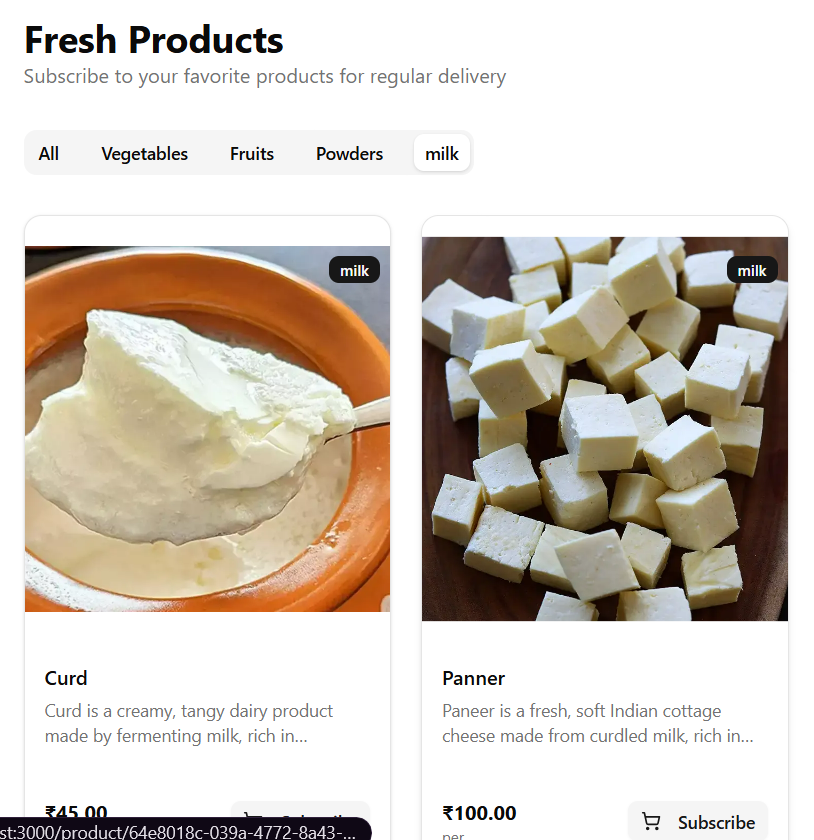 Fresh Products
Subscribe to your favorite products for regular delivery
All Vegetables Fruits Powders milk
milk
milk
Curd
Curd is a creamy, tangy dairy product
made by fermenting milk, rich in...
Panner
Paneer is a fresh, soft Indian cottage
cheese made from curdled milk, rich in...
₹45.00
₹100.00
per
Subscribe
st:3000/product/64e8018c-039a-4772-8a43-...